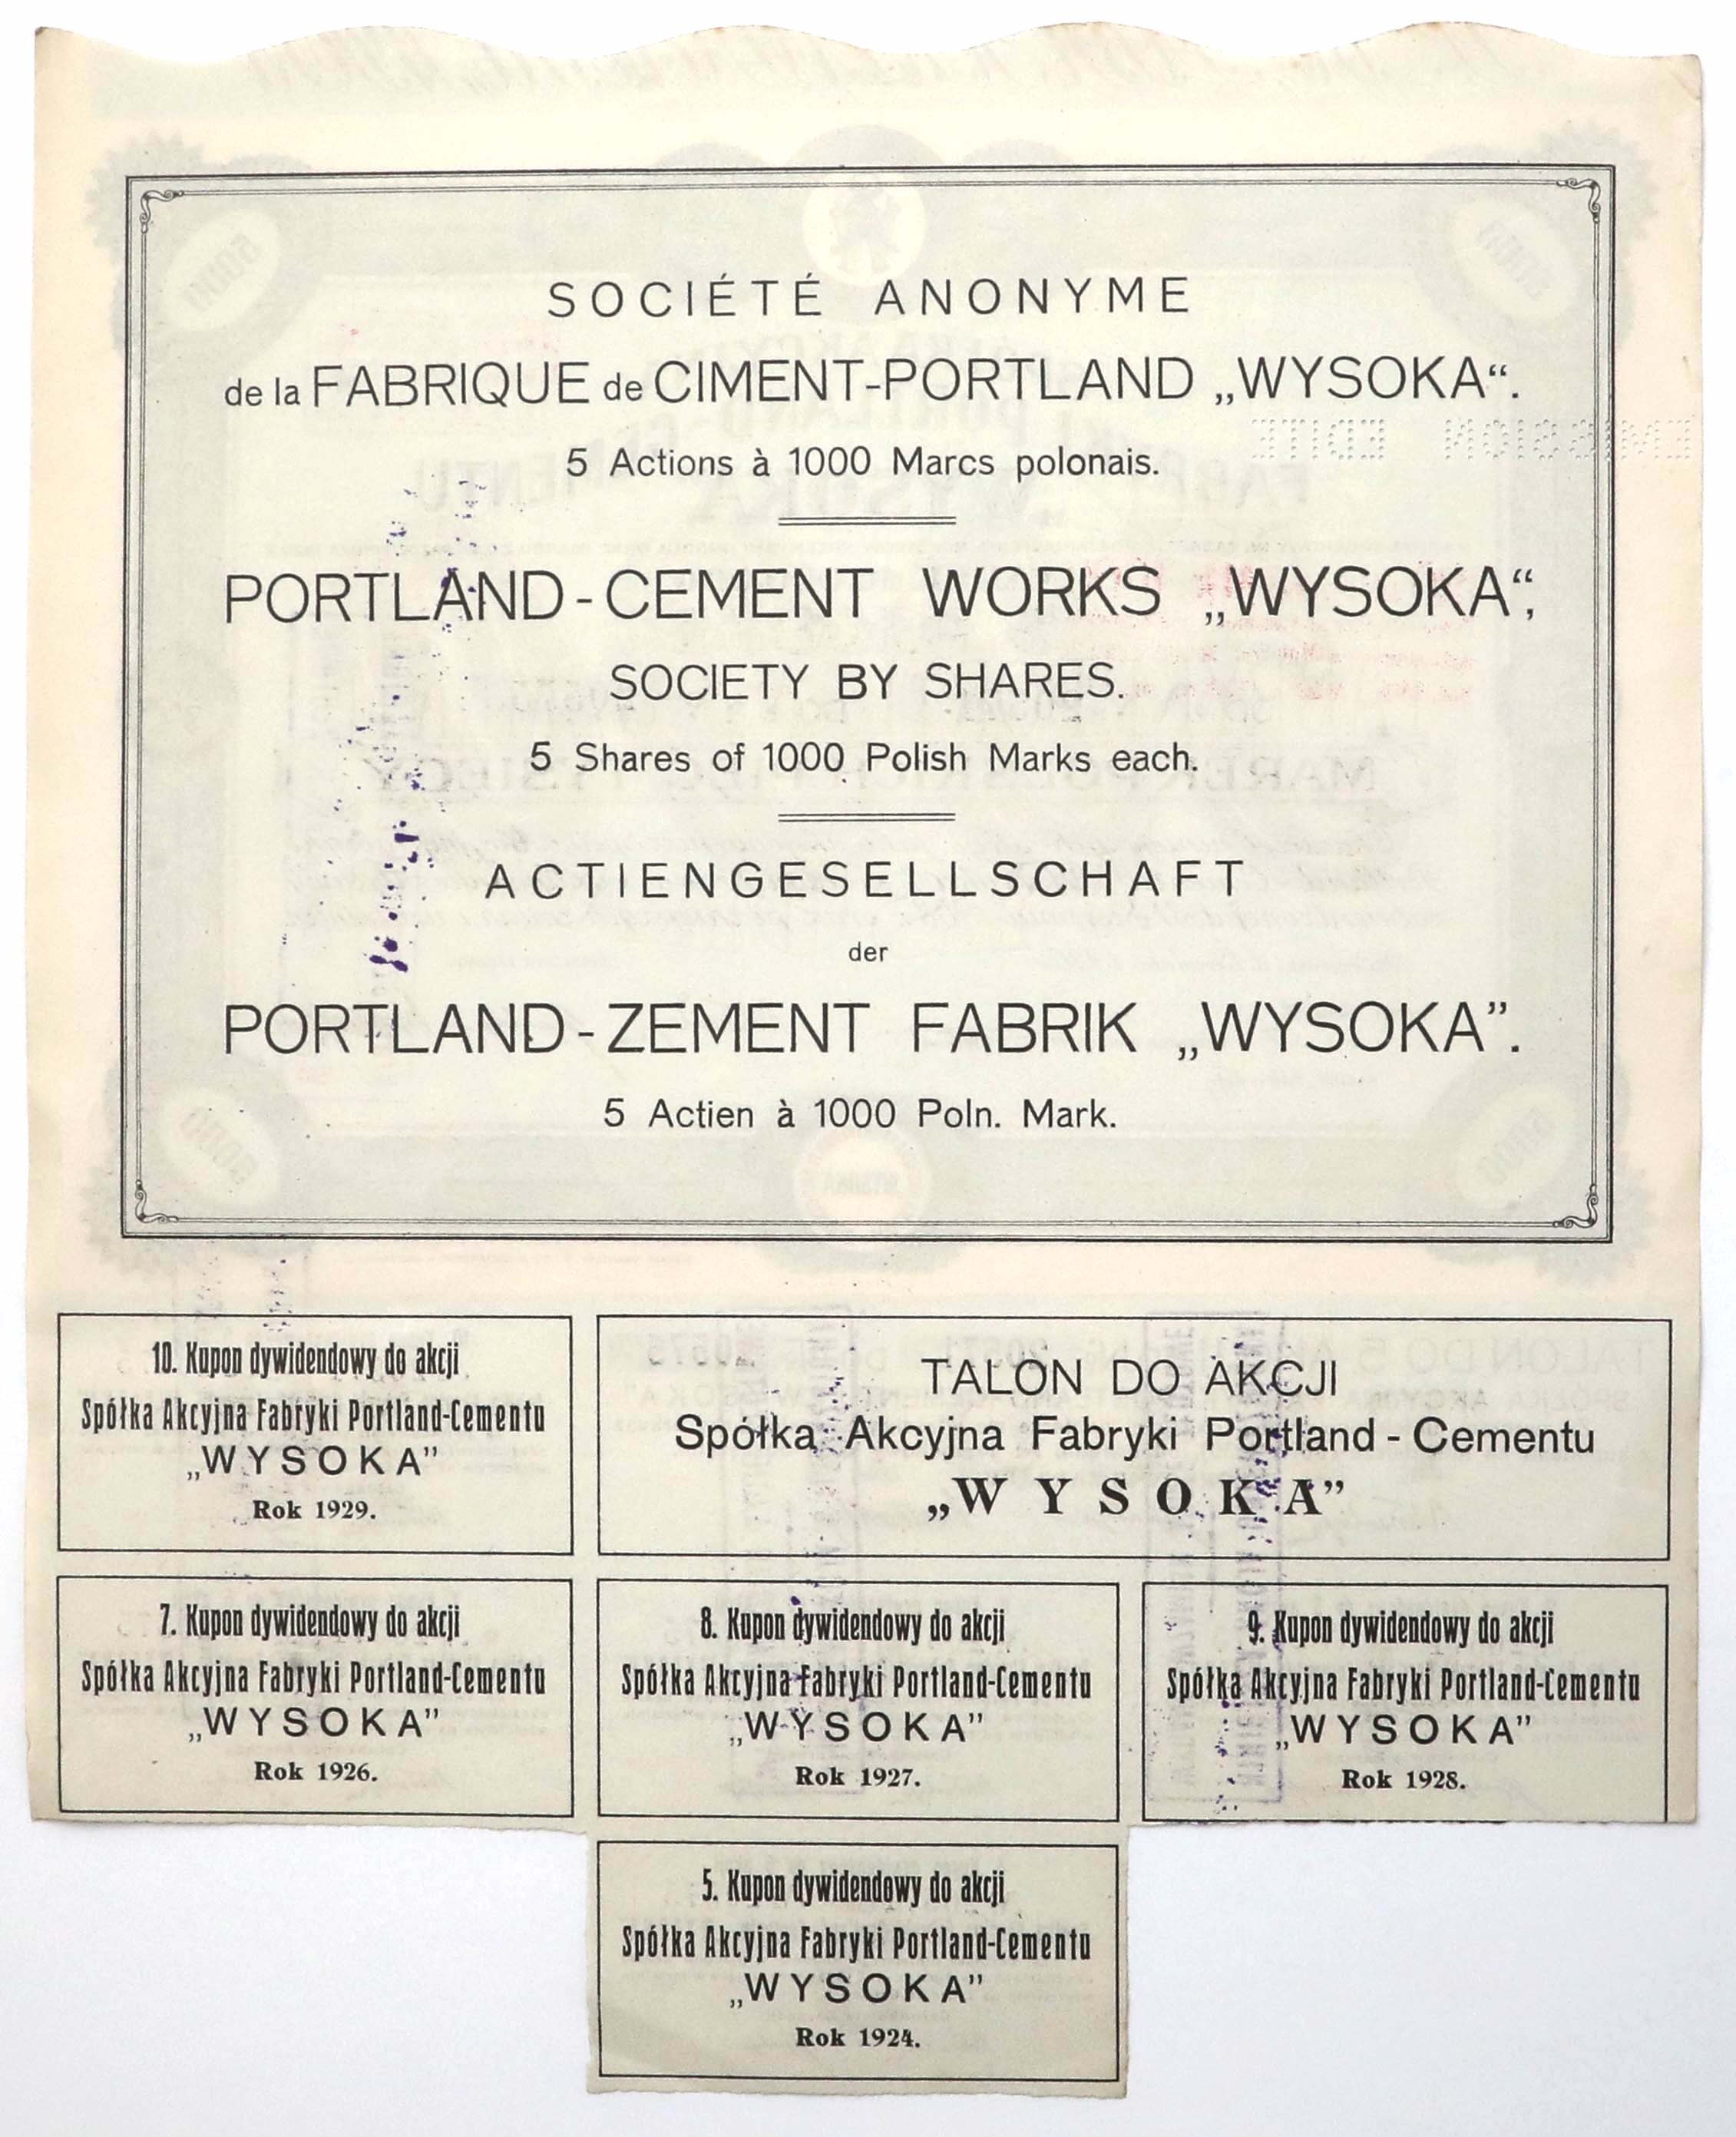 SOCIÉTÉ ANONYME
de la FABRIQUE de CIMENT-PORTLAND „WYSOKA“.
5 Actions à 1000 Marcs polonais.
PORTLAND-CEMENT WORKS „WYSOKA“,
SOCIETY BY SHARES.
5 Shares of 1000 Polish Marks each.
ACTIENGESELLSCHAFT
der
PORTLAND-ZEMENT FABRIK „WYSOKA”.
5 Actien à 1000 Poln. Mark.
10. Kupon dywidendowy do akcji
Spółka Akcyjna Fabryki Portland-Cementu
„WYSOKA”
Rok 1929.
TALON DO AKCJI
Spółka Akcyjna Fabryki Portland-Cementu
„WYSOKA”
7. Kupon dywidendowy do akcji
Spółka Akcyjna Fabryki Portland-Cementu
„WYSOKA”
Rok 1926.
8. Kupon dywidendowy do akcji
Spółka Akcyjna Fabryki Portland-Cementu
„WYSOKA”
Rok 1927.
9. Kupon dywidendowy do akcji
Spółka Akcyjna Fabryki Portland-Cementu
„WYSOKA”
Rok 1928.
5. Kupon dywidendowy do akcji
Spółka Akcyjna Fabryki Portland-Cementu
„WYSOKA”
Rok 1924.